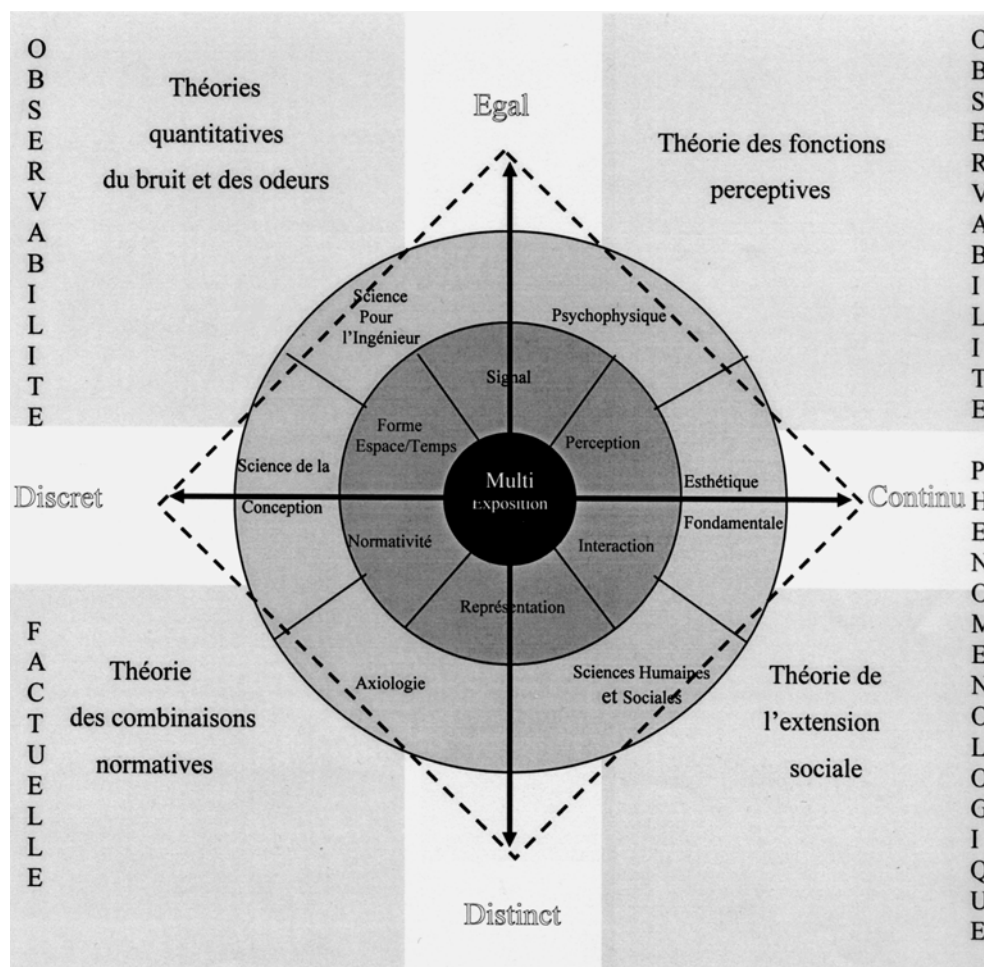 OBSERVABILITE
FACTUELLE
Théories
quantitatives
du bruit et des odeurs
Egal
Théorie des fonctions
perceptives
OBSERVABILITE
PHENOMENOLOGIQUE
Science
Pour
l'Ingénieur
Psychophysique
Signal
Forme
Espace/Temps
Perception
Science de la
Conception
Esthétique
Fondamentale
Discret
Multi
Exposition
Continu
Normativité
Interaction
Représentation
Axiologie
Sciences Humaines
et Sociales
Théorie
des combinaisons
normatives
Théorie de
l'extension
sociale
Distinct